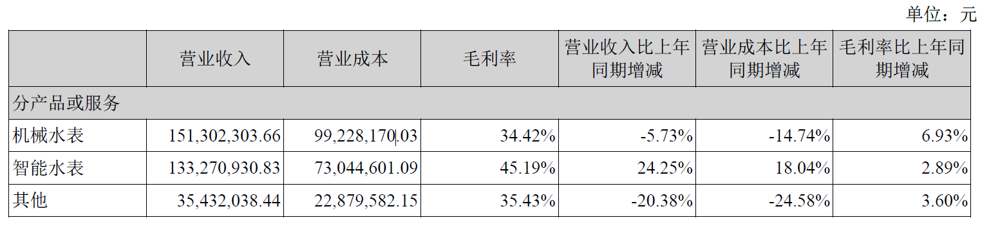 单位：元
营业收入 营业成本 毛利率 营业收入比上年同期增减 营业成本比上年同期增减 毛利率比上年同期增减
分产品或服务
机械水表 151,302,303.66 99,228,170.03 34.42% -5.73% -14.74% 6.93%
智能水表 133,270,930.83 73,044,601.09 45.19% 24.25% 18.04% 2.89%
其他 35,432,038.44 22,879,582.15 35.43% -20.38% -24.58% 3.60%